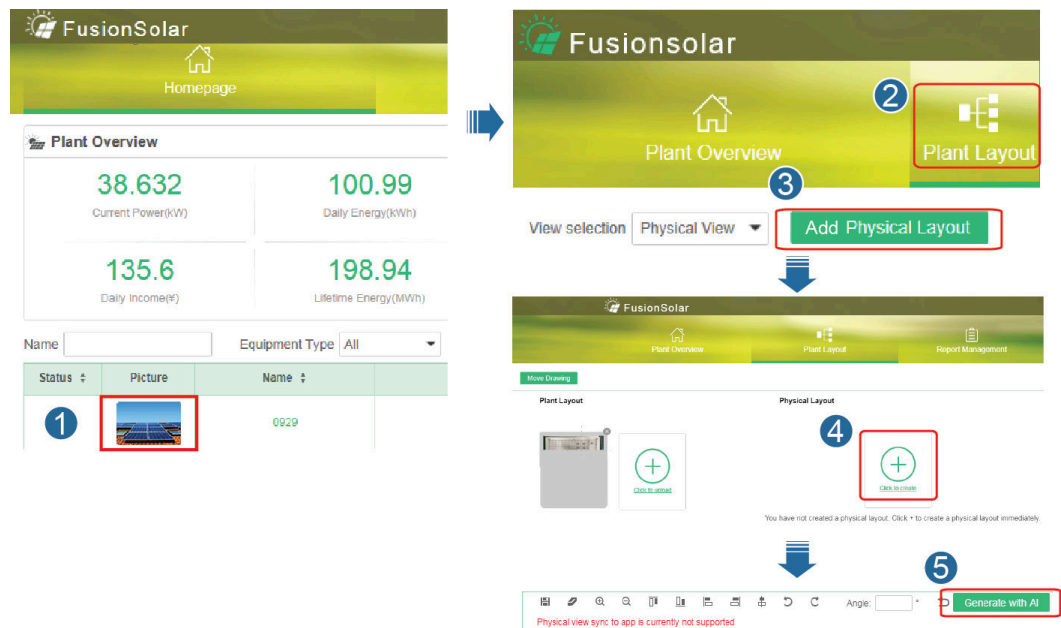 FusionSolar
Homepage
Plant Overview
38.632
100.99
Current Power(kW)
Daily Energy(kWh)
135.6
198.94
Daily Income(¥)
Lifetime Energy(MWh)
Name
Equipment Type All
Status
Picture
Name
1
0929
Fusionsolar
2
Plant Overview
Plant Layout
3
View selection Physical View
Add Physical Layout
FusionSolar
Plant Overview
Plant Layout
Report Management
Move Drawing
Plant Layout
Physical Layout
4
Click to upload
Click to create
You have not created a physical layout. Click + to create a physical layout immediately.
5
Angle: °
Generate with AI
Physical view sync to app is currently not supported